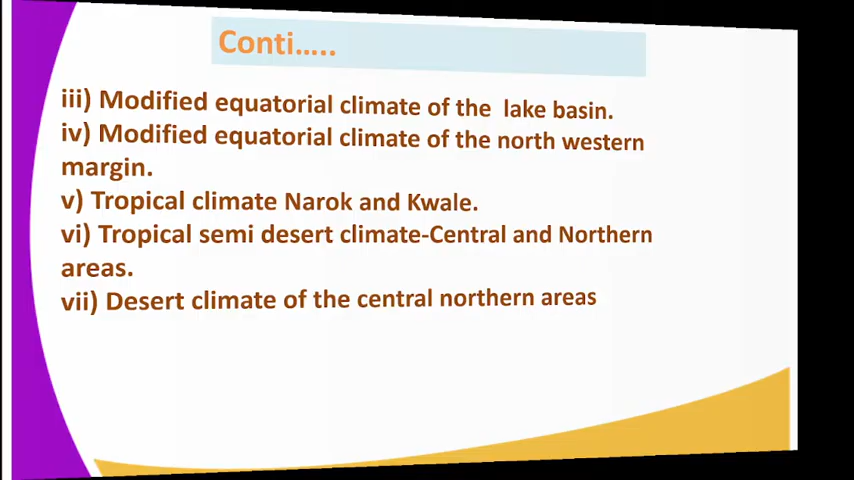 Conti.....
iii) Modified equatorial climate of the lake basin.
iv) Modified equatorial climate of the north western
margin.
v) Tropical climate Narok and Kwale.
vi) Tropical semi desert climate-Central and Northern
areas.
vii) Desert climate of the central northern areas